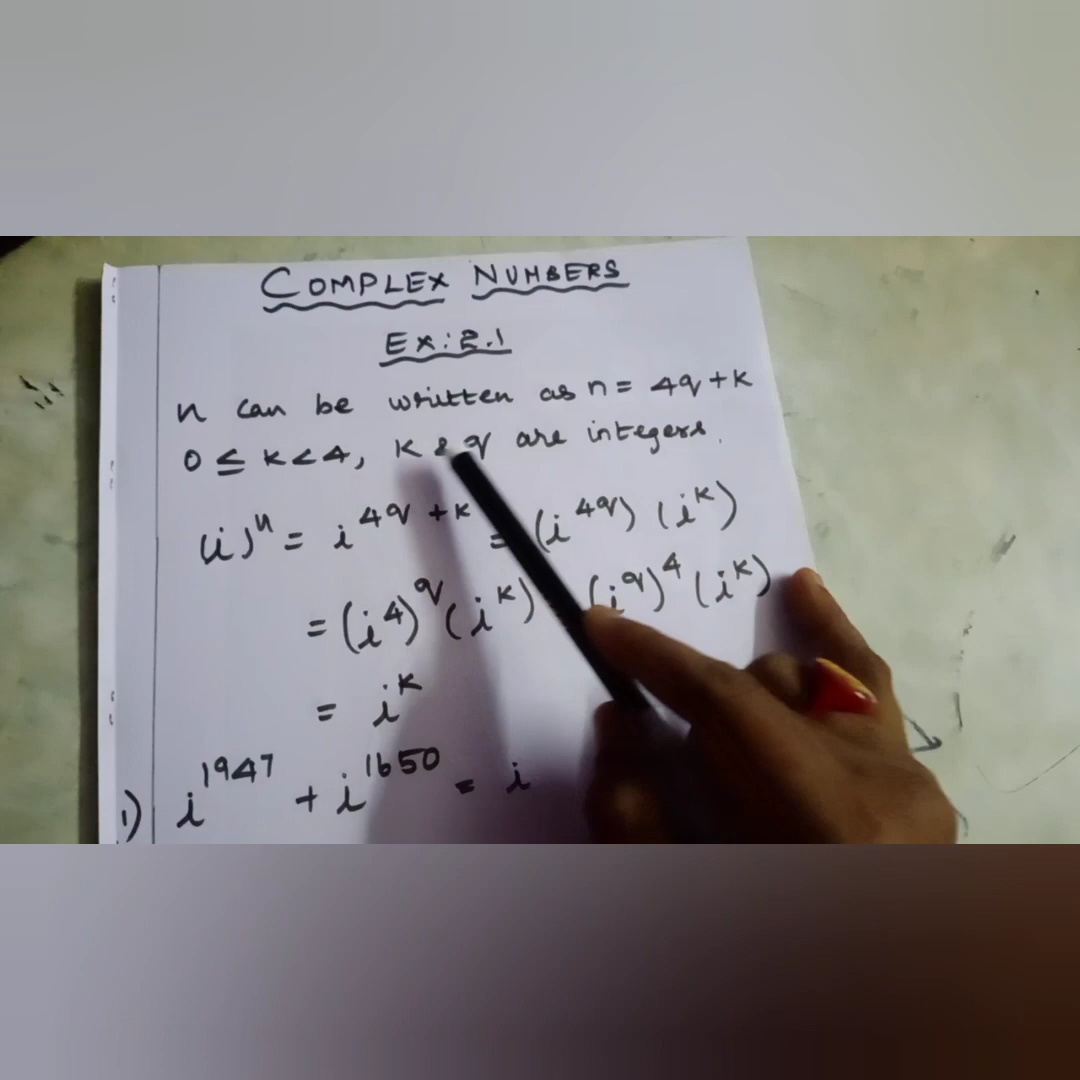 COMPLEX NUMBERS
Ex: 2.1
n can be written as n = 4q + k
0 ≤ k < 4, k & q are integers.
(i)ⁿ = i^(4q + k) = (i^(4q)) (i^k)
= (i^4)^q (i^k) (i^q)^4 (i^k)
= i^k
1) i^1947 + i^1650 = i